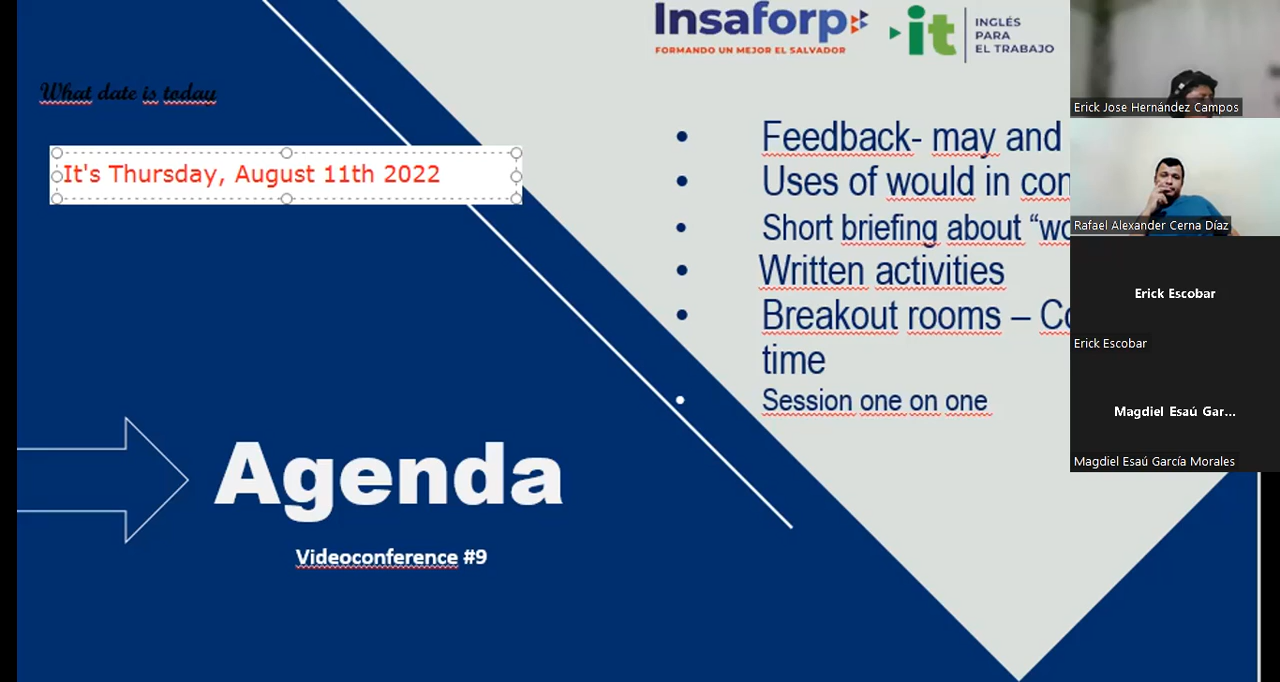 Insaforp
FORMANDO UN MEJOR EL SALVADOR
it
INGLÉS
PARA
EL TRABAJO
What date is today
It's Thursday, August 11th 2022
• Feedback- may and
• Uses of would in con
• Short briefing about “wo
• Written activities
• Breakout rooms – Co
time
• Session one on one
Agenda
Videoconference #9
Erick Jose Hernández Campos
Rafael Alexander Cerna Díaz
Erick Escobar
Erick Escobar
Magdiel Esaú Gar...
Magdiel Esaú García Morales